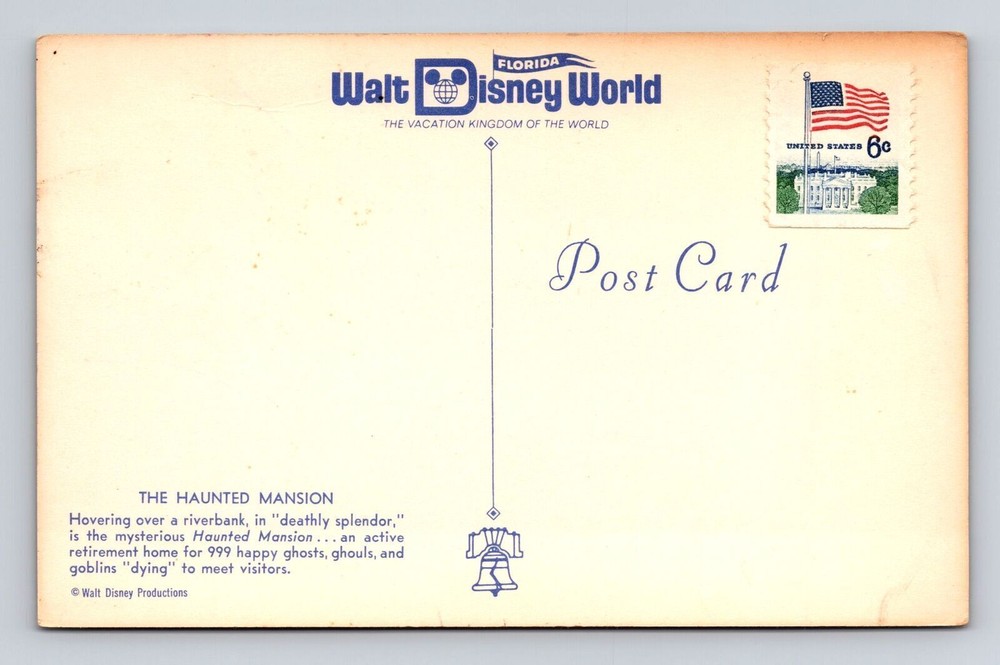 FLORIDA
Walt Disney World
THE VACATION KINGDOM OF THE WORLD
UNITED STATES 6c
Post Card
THE HAUNTED MANSION
Hovering over a riverbank, in "deathly splendor,"
is the mysterious Haunted Mansion ... an active
retirement home for 999 happy ghosts, ghouls, and
goblins "dying" to meet visitors.
© Walt Disney Productions